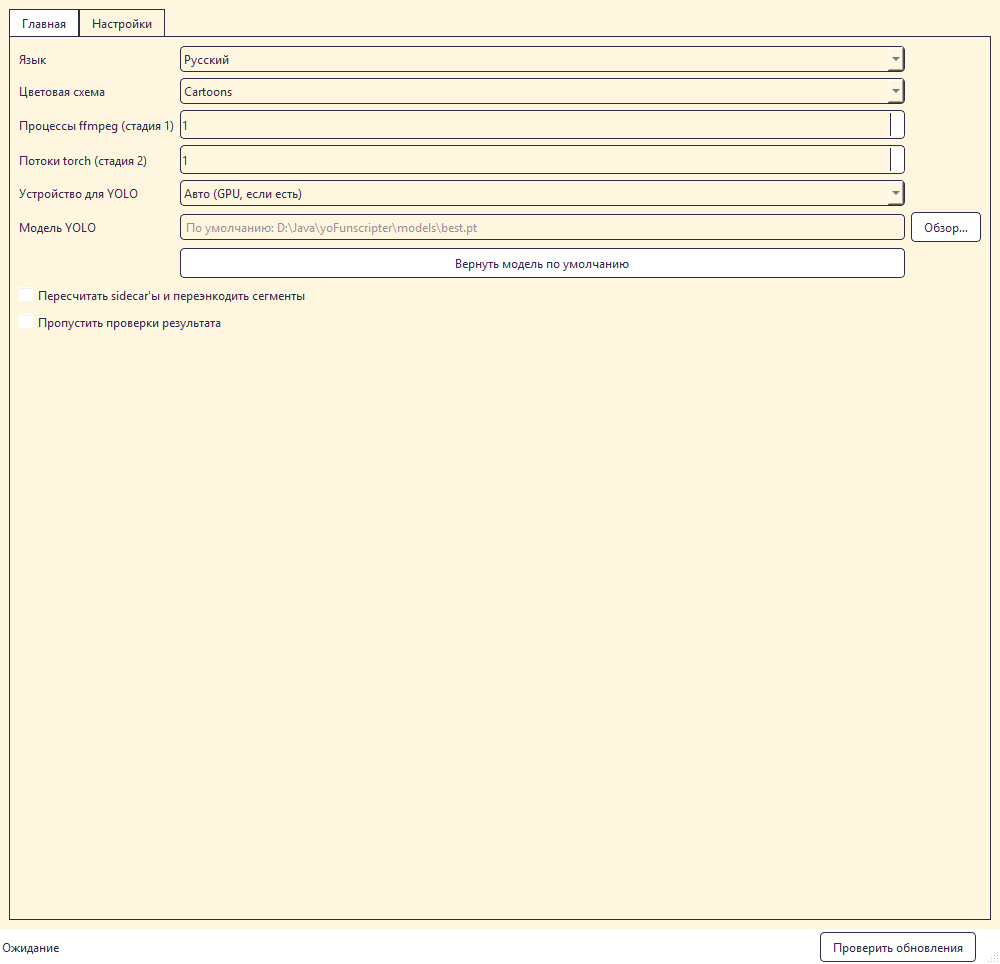 Главная Настройки
Язык Русский
Цветовая схема Cartoons
Процессы ffmpeg (стадия 1) 1
Потоки torch (стадия 2) 1
Устройство для YOLO Авто (GPU, если есть)
Модель YOLO По умолчанию: D:\Java\yoFunscripter\models\best.pt Обзор...
Вернуть модель по умолчанию
Пересчитать sidecar'ы и переэнкодить сегменты
Пропустить проверки результата
Ожидание Проверить обновления